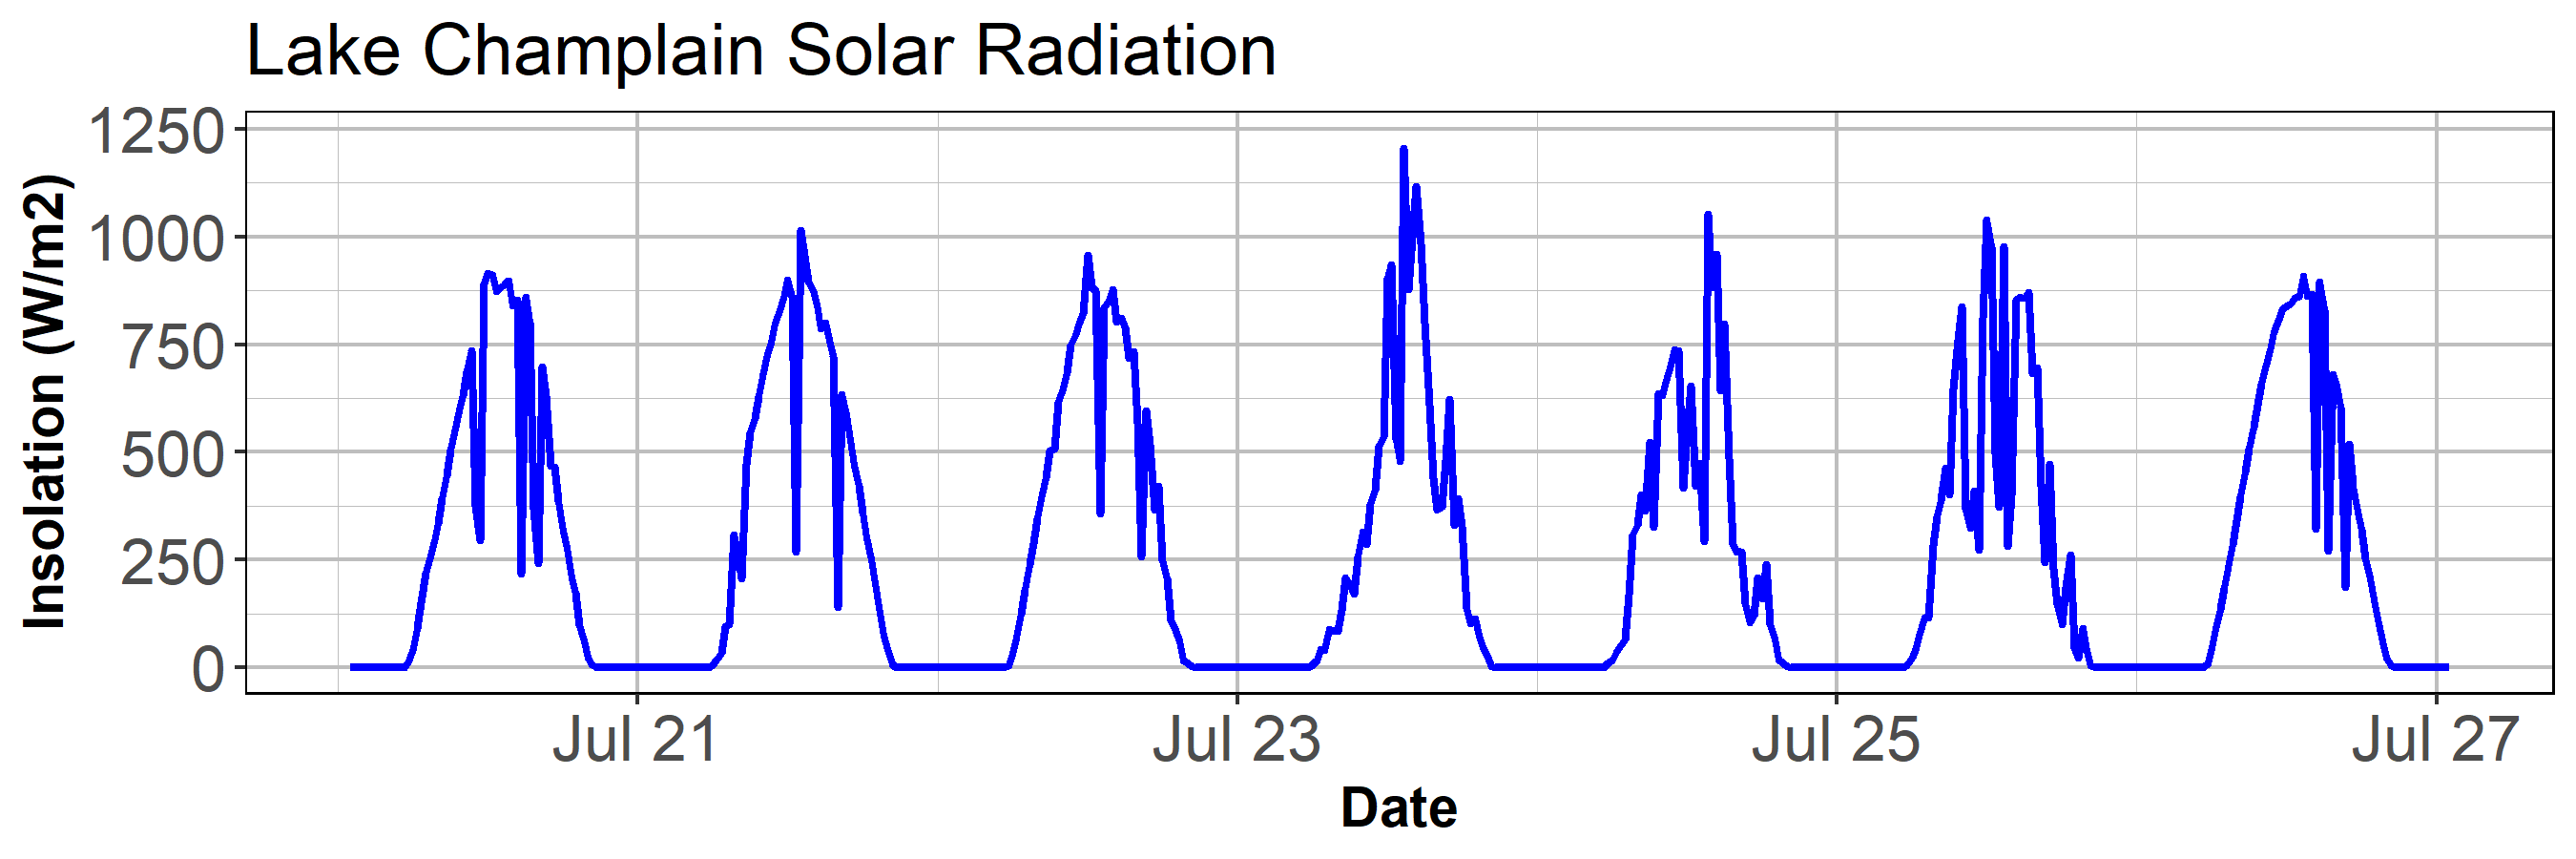 Lake Champlain Solar Radiation
Insolation (W/m2)
1250
1000
750
500
250
0
Jul 21 Jul 23 Jul 25 Jul 27
Date